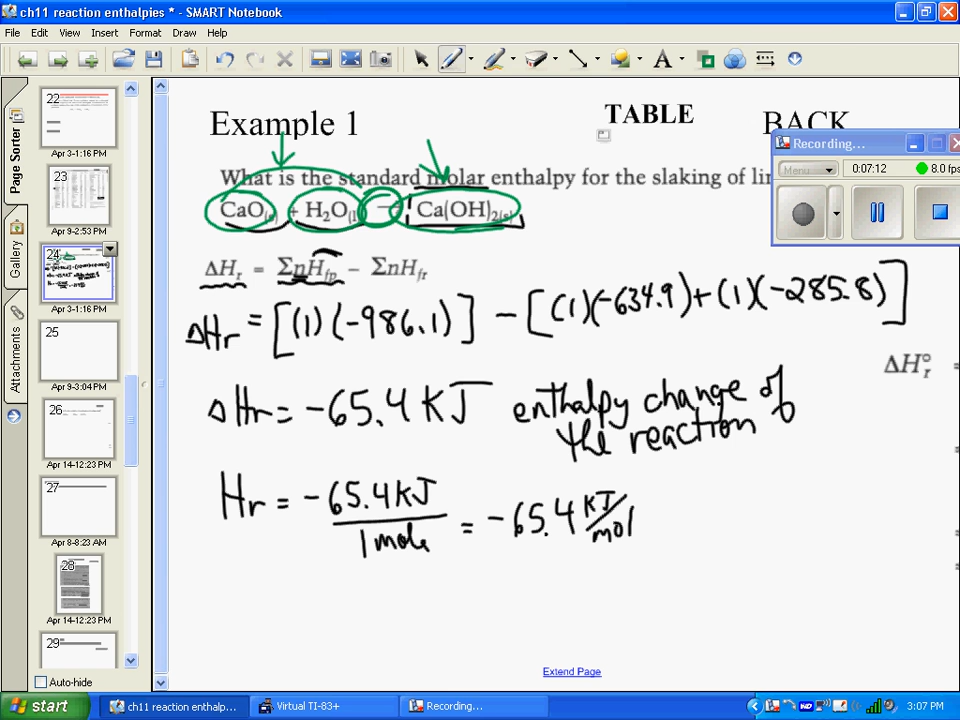 ch11 reaction enthalpies * - SMART Notebook
File Edit View Insert Format Draw Help
Page Sorter
Gallery
Attachments
22
Apr 3-1:16 PM
23
Apr 9-2:53 PM
24
Apr 3-1:16 PM
25
Apr 9-3:04 PM
26
Apr 14-12:23 PM
27
Apr 8-8:23 AM
28
Apr 14-12:23 PM
29
Auto-hide
Example 1
TABLE
BACK
Recording...
Menu
0:07:12
8.0 fps
What is the standard molar enthalpy for the slaking of
CaO(s) + H₂O(l) → Ca(OH)₂(s)
ΔHr = ΣnHfp – ΣnHfr
ΔHr = [(1)(-986.1)] - [(1)(-634.9)+(1)(-285.8)]
ΔH°r =
ΔHr = -65.4 KJ enthalpy change of
the reaction
Hr = -65.4KJ / 1 mole = -65.4 KJ/mol
Extend Page
start
ch11 reaction enthalp...
Virtual TI-83+
Recording...
3:07 PM